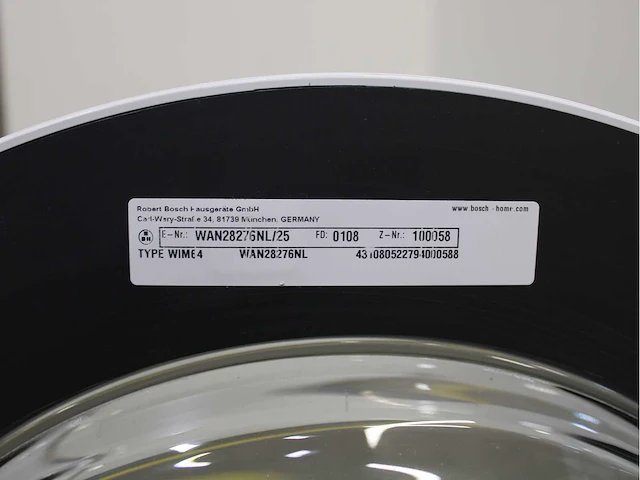 Robert Bosch Hausgeräte GmbH
www.bosch-home.com
Carl-Wery-Straße 34, 81739 München, GERMANY
E-Nr.: WAN28276NL/25 FD: 0108 Z-Nr.: 100058
TYPE WIM64 WAN28276NL 431080522794000588